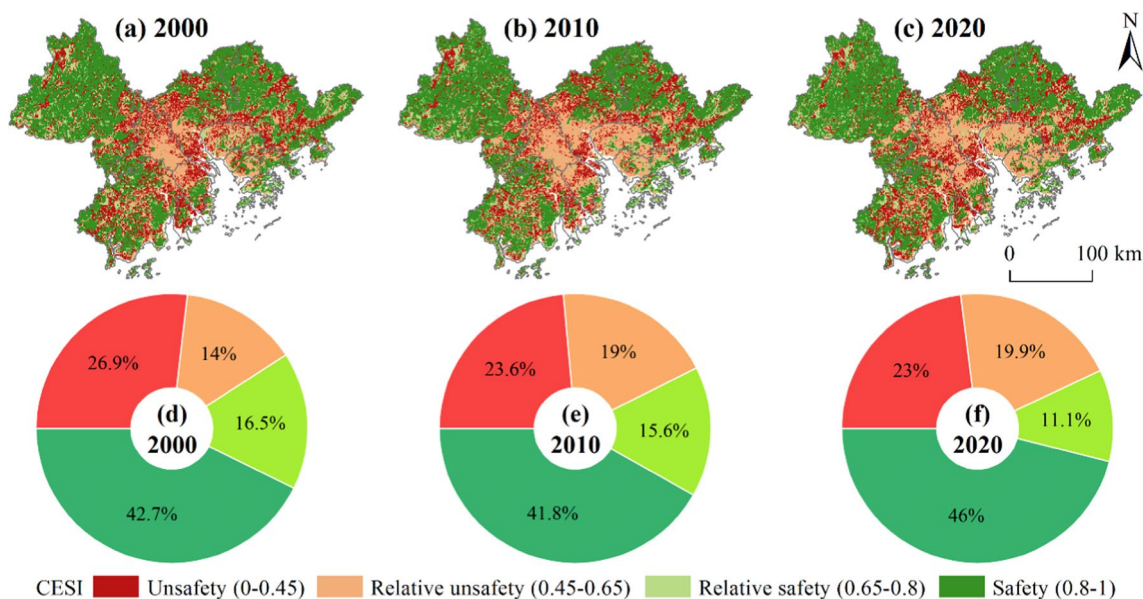 (a) 2000
(b) 2010
(c) 2020
N
0 100 km
26.9%
14%
16.5%
42.7%
(d)
2000
23.6%
19%
15.6%
41.8%
(e)
2010
23%
19.9%
11.1%
46%
(f)
2020
CESI Unsafety (0-0.45) Relative unsafety (0.45-0.65) Relative safety (0.65-0.8) Safety (0.8-1)